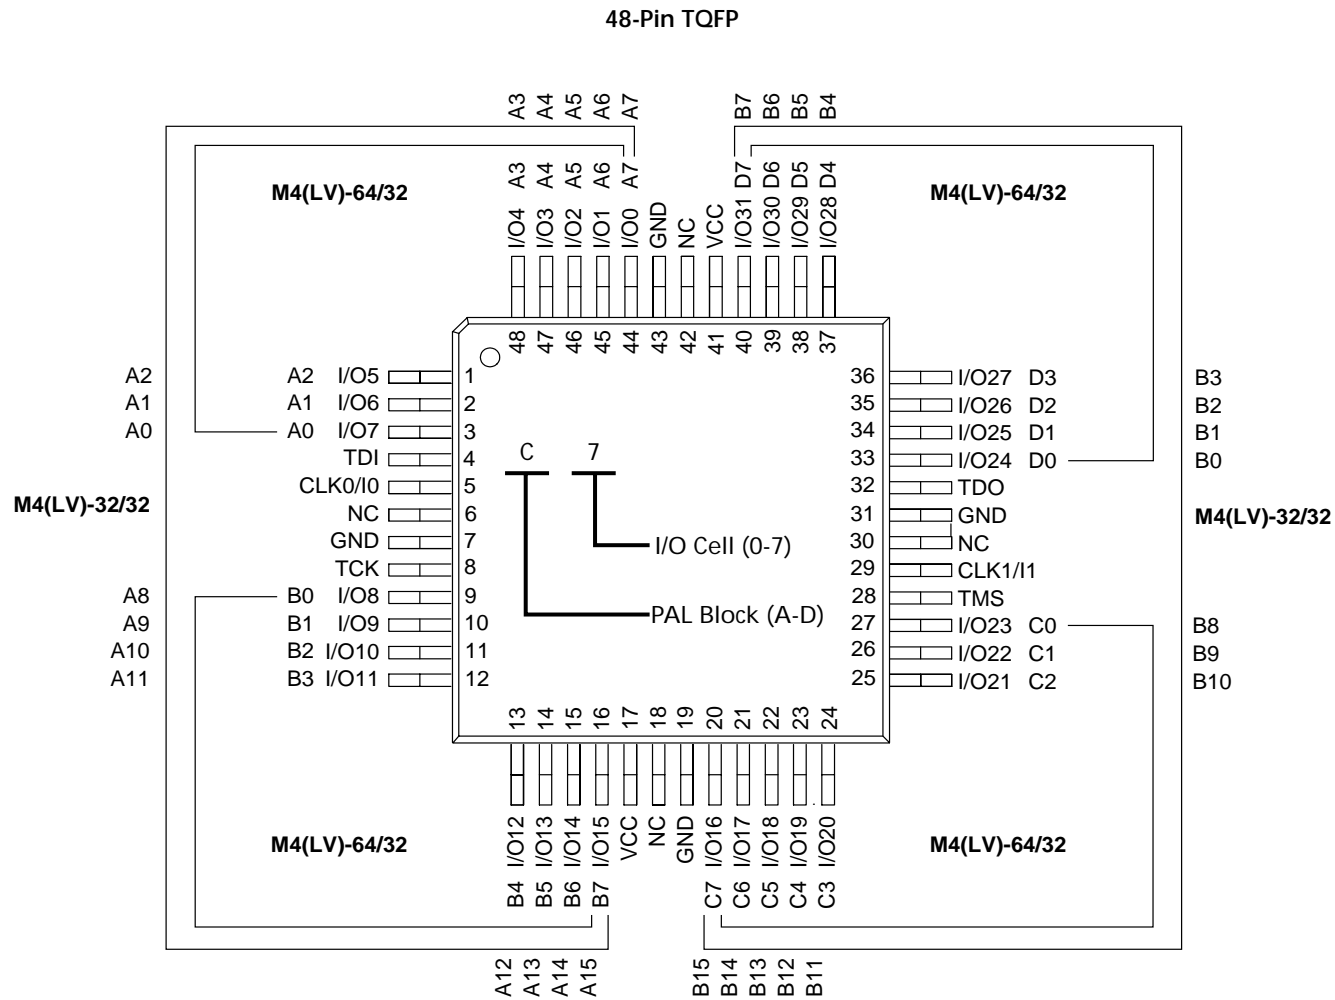 48-Pin TQFP
A3 A4 A5 A6 A7 B7 B6 B5 B4
M4(LV)-64/32 M4(LV)-64/32
A3 A4 A5 A6 A7 D7 D6 D5 D4
I/O4 I/O3 I/O2 I/O1 I/O0 GND NC VCC I/O31 I/O30 I/O29 I/O28
48 47 46 45 44 43 42 41 40 39 38 37
A2 A2 I/O5 1 36 I/O27 D3 B3
A1 A1 I/O6 2 35 I/O26 D2 B2
A0 A0 I/O7 3 34 I/O25 D1 B1
TDI 4 C 7 33 I/O24 D0 B0
CLK0/I0 5 32 TDO
M4(LV)-32/32 NC 6 31 GND M4(LV)-32/32
GND 7 I/O Cell (0-7) 30 NC
TCK 8 29 CLK1/I1
A8 B0 I/O8 9 28 TMS
A9 B1 I/O9 10 PAL Block (A-D) 27 I/O23 C0 B8
A10 B2 I/O10 11 26 I/O22 C1 B9
A11 B3 I/O11 12 25 I/O21 C2 B10
13 14 15 16 17 18 19 20 21 22 23 24
I/O12 I/O13 I/O14 I/O15 VCC NC GND I/O16 I/O17 I/O18 I/O19 I/O20
M4(LV)-64/32 M4(LV)-64/32
B4 B5 B6 B7 C7 C6 C5 C4 C3
A12 A13 A14 A15 B15 B14 B13 B12 B11